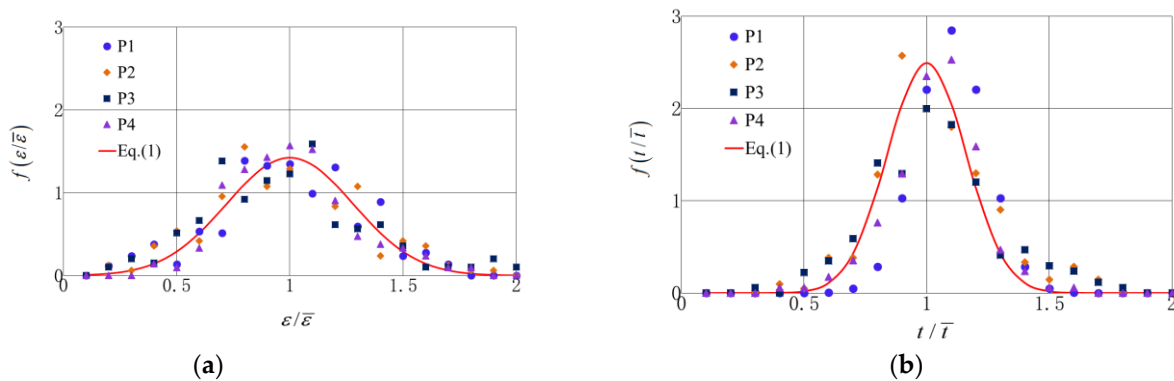 3
2
1
0
f(ε/ε̅)
P1
P2
P3
P4
Eq.(1)
0 0.5 1 1.5 2
ε/ε̅
(a)
3
2
1
0
f(t/t̅)
P1
P2
P3
P4
Eq.(1)
0 0.5 1 1.5 2
t/t̅
(b)